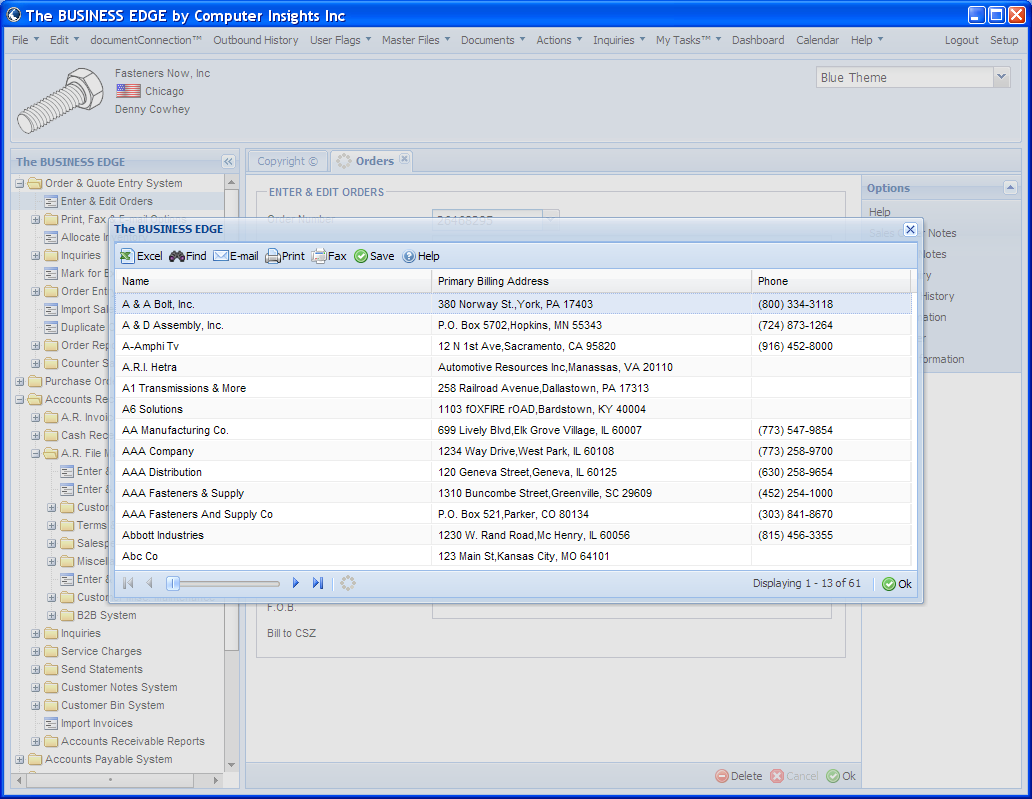 The BUSINESS EDGE by Computer Insights Inc
File Edit documentConnection™ Outbound History User Flags Master Files Documents Actions Inquiries My Tasks™ Dashboard Calendar Help Logout Setup
Fasteners Now, Inc
Chicago
Denny Cowhey
Blue Theme
The BUSINESS EDGE
Order & Quote Entry System
Enter & Edit Orders
Print, Fax & E-mail Options
Allocate
Inquiries
Mark for
Order Ent
Import Sal
Duplicate
Order Rep
Counter S
Purchase Ord
Accounts Re
A.R. Invoi
Cash Rec
A.R. File M
Enter
Enter
Custo
Terms
Salesp
Miscell
Enter &
Custo
B2B System
Inquiries
Service Charges
Send Statements
Customer Notes System
Customer Bin System
Import Invoices
Accounts Receivable Reports
Accounts Payable System
Copyright © Orders
ENTER & EDIT ORDERS
Order Number
Options
Help
Notes
History
The BUSINESS EDGE
Excel Find E-mail Print Fax Save Help
Name Primary Billing Address Phone
A & A Bolt, Inc. 380 Norway St.,York, PA 17403 (800) 334-3118
A & D Assembly, Inc. P.O. Box 5702,Hopkins, MN 55343 (724) 873-1264
A-Amphi Tv 12 N 1st Ave,Sacramento, CA 95820 (916) 452-8000
A.R.I. Hetra Automotive Resources Inc,Manassas, VA 20110
A1 Transmissions & More 258 Railroad Avenue,Dallastown, PA 17313
A6 Solutions 1103 fOXFIRE rOAD,Bardstown, KY 40004
AA Manufacturing Co. 699 Lively Blvd,Elk Grove Village, IL 60007 (773) 547-9854
AAA Company 1234 Way Drive,West Park, IL 60108 (773) 258-9700
AAA Distribution 120 Geneva Street,Geneva, IL 60125 (630) 258-9654
AAA Fasteners & Supply 1310 Buncombe Street,Greenville, SC 29609 (452) 254-1000
AAA Fasteners And Supply Co P.O. Box 521,Parker, CO 80134 (303) 841-8670
Abbott Industries 1230 W. Rand Road,Mc Henry, IL 60056 (815) 456-3355
Abc Co 123 Main St,Kansas City, MO 64101
Displaying 1 - 13 of 61 Ok
F.O.B.
Bill to CSZ
Delete Cancel Ok